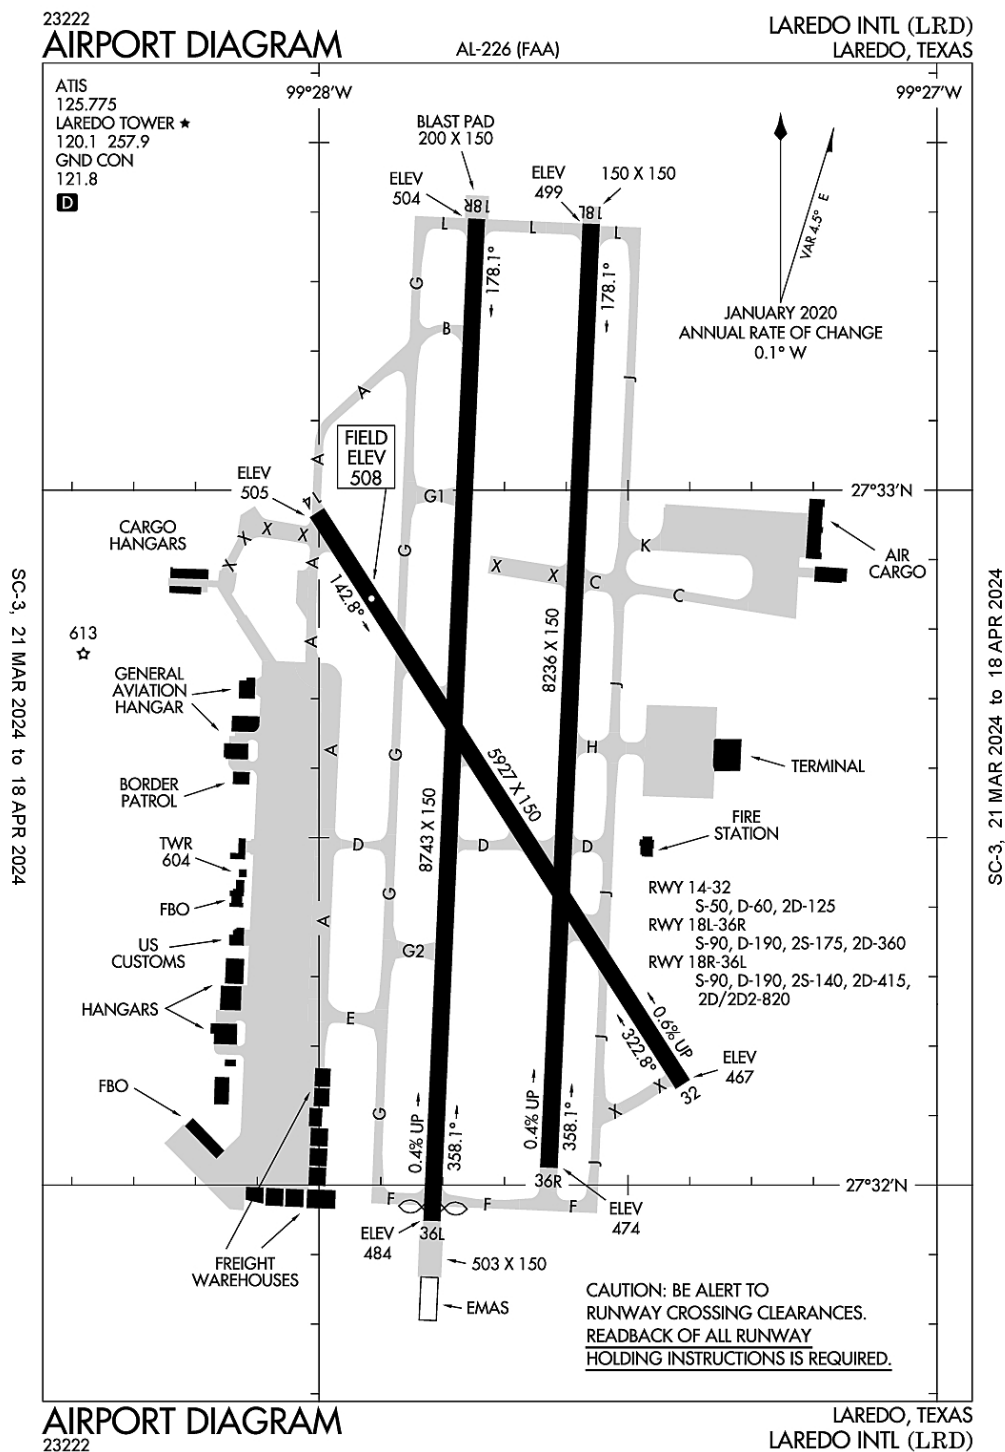 23222
AIRPORT DIAGRAM
AL-226 (FAA)
LAREDO INTL (LRD)
LAREDO, TEXAS
ATIS
125.775
LAREDO TOWER ★
120.1 257.9
GND CON
121.8
D
99°28'W
99°27'W
BLAST PAD
200 X 150
ELEV
504
ELEV
499
150 X 150
18R
18L
L
L
L
178.1°
178.1°
VAR 4.5° E
JANUARY 2020
ANNUAL RATE OF CHANGE
0.1° W
G
B
J
A
A
FIELD
ELEV
508
ELEV
505
14
G1
27°33'N
CARGO
HANGARS
X
X
X
X
A
G
K
AIR
CARGO
X
X
C
C
142.8°
613
A
8236 X 150
J
GENERAL
AVIATION
HANGAR
A
G
H
5927 X 150
TERMINAL
BORDER
PATROL
8743 X 150
FIRE
STATION
TWR
604
D
D
D
FBO
G
J
RWY 14-32
S-50, D-60, 2D-125
RWY 18L-36R
S-90, D-190, 2S-175, 2D-360
RWY 18R-36L
S-90, D-190, 2S-140, 2D-415,
2D/2D2-820
A
US
CUSTOMS
G2
HANGARS
E
J
0.6% UP
322.8°
ELEV
467
FBO
X
X
32
G
0.4% UP
358.1°
0.4% UP
358.1°
J
36R
27°32'N
F
F
F
ELEV
484
36L
ELEV
474
FREIGHT
WAREHOUSES
503 X 150
EMAS
CAUTION: BE ALERT TO
RUNWAY CROSSING CLEARANCES.
READBACK OF ALL RUNWAY
HOLDING INSTRUCTIONS IS REQUIRED.
SC-3, 21 MAR 2024 to 18 APR 2024
SC-3, 21 MAR 2024 to 18 APR 2024
AIRPORT DIAGRAM
23222
LAREDO, TEXAS
LAREDO INTL (LRD)